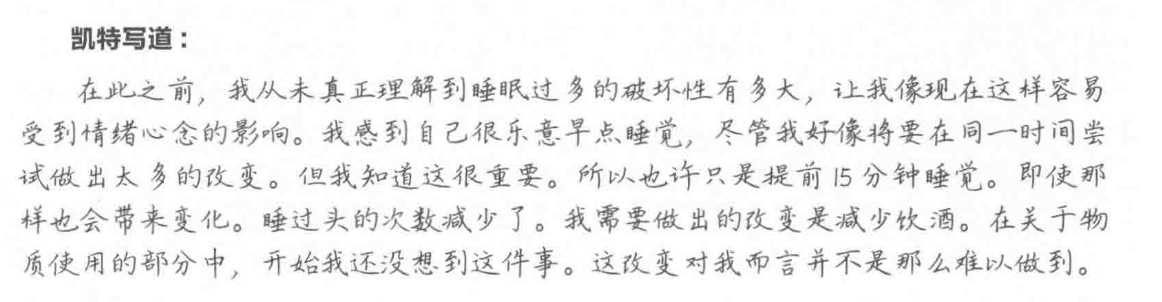 凯特写道：
在此之前，我从未真正理解到睡眠过多的破坏性有多大，让我像现在这样容易
受到情绪心念的影响。我感到自己很乐意早点睡觉，尽管我好像将要在同一时间尝
试做出太多的改变。但我知道这很重要。所以也许只是提前15分钟睡觉。即使那
样也会带来变化。睡过头的次数减少了。我需要做出的改变是减少饮酒。在关于物
质使用的部分中，开始我还没想到这件事。这改变对我而言并不是那么难以做到。